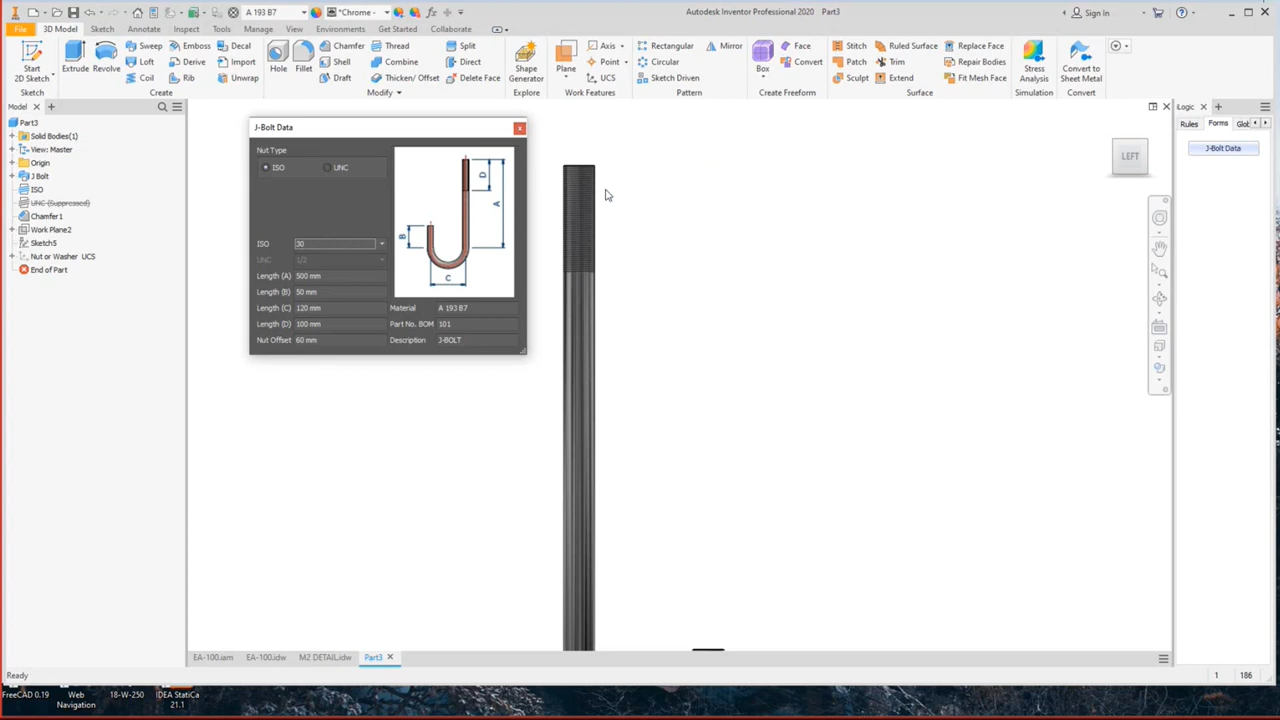 A 193 B7
*Chrome
fx
Autodesk Inventor Professional 2020 Part3
Sign In
File
3D Model
Sketch
Annotate
Inspect
Tools
Manage
View
Environments
Get Started
Collaborate
Start
2D Sketch
Extrude
Revolve
Sweep
Loft
Coil
Emboss
Derive
Rib
Decal
Import
Unwrap
Hole
Fillet
Chamfer
Shell
Draft
Thread
Combine
Thicken/ Offset
Split
Direct
Delete Face
Shape
Generator
Plane
Axis
Point
UCS
Rectangular
Circular
Sketch Driven
Mirror
Box
Face
Convert
Stitch
Patch
Sculpt
Ruled Surface
Trim
Extend
Replace Face
Repair Bodies
Fit Mesh Face
Stress
Analysis
Convert to
Sheet Metal
Sketch
Create
Modify
Explore
Work Features
Pattern
Create Freeform
Surface
Simulation
Convert
Model
Part3
Solid Bodies(1)
View: Master
Origin
J Bolt
ISO
UNC (Suppressed)
Chamfer1
Work Plane2
Sketch5
Nut or Washer UCS
End of Part
J-Bolt Data
Nut Type
ISO
UNC
ISO 30
UNC 1/2
Length (A) 500 mm
Length (B) 50 mm
Length (C) 120 mm
Length (D) 100 mm
Nut Offset 60 mm
Material A 193 B7
Part No. BOM 101
Description J-BOLT
D
A
B
C
LEFT
iLogic
Rules
Forms
Glob
J-Bolt Data
EA-100.iam
EA-100.idw
M2 DETAIL.idw
Part3
Ready
1
186
FreeCAD 0.19
Web
Navigation
18-W-250
IDEA StatiCa
21.1